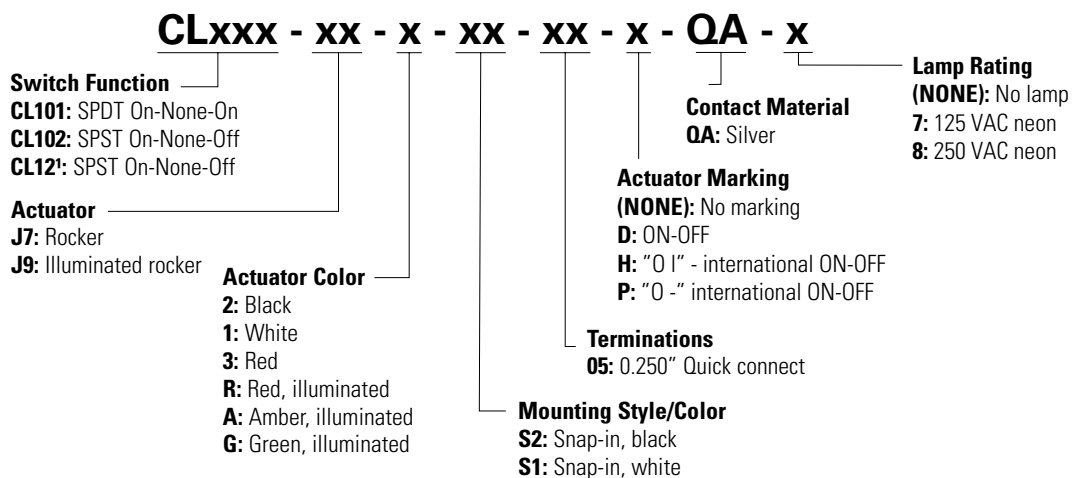 CLxxx - xx - x - xx - xx - x - QA - x
Switch Function
CL101: SPDT On-None-On
CL102: SPST On-None-Off
CL12¹: SPST On-None-Off
Actuator
J7: Rocker
J9: Illuminated rocker
Actuator Color
2: Black
1: White
3: Red
R: Red, illuminated
A: Amber, illuminated
G: Green, illuminated
Mounting Style/Color
S2: Snap-in, black
S1: Snap-in, white
Terminations
05: 0.250” Quick connect
Actuator Marking
(NONE): No marking
D: ON-OFF
H: ”O I” - international ON-OFF
P: ”O -” international ON-OFF
Contact Material
QA: Silver
Lamp Rating
(NONE): No lamp
7: 125 VAC neon
8: 250 VAC neon